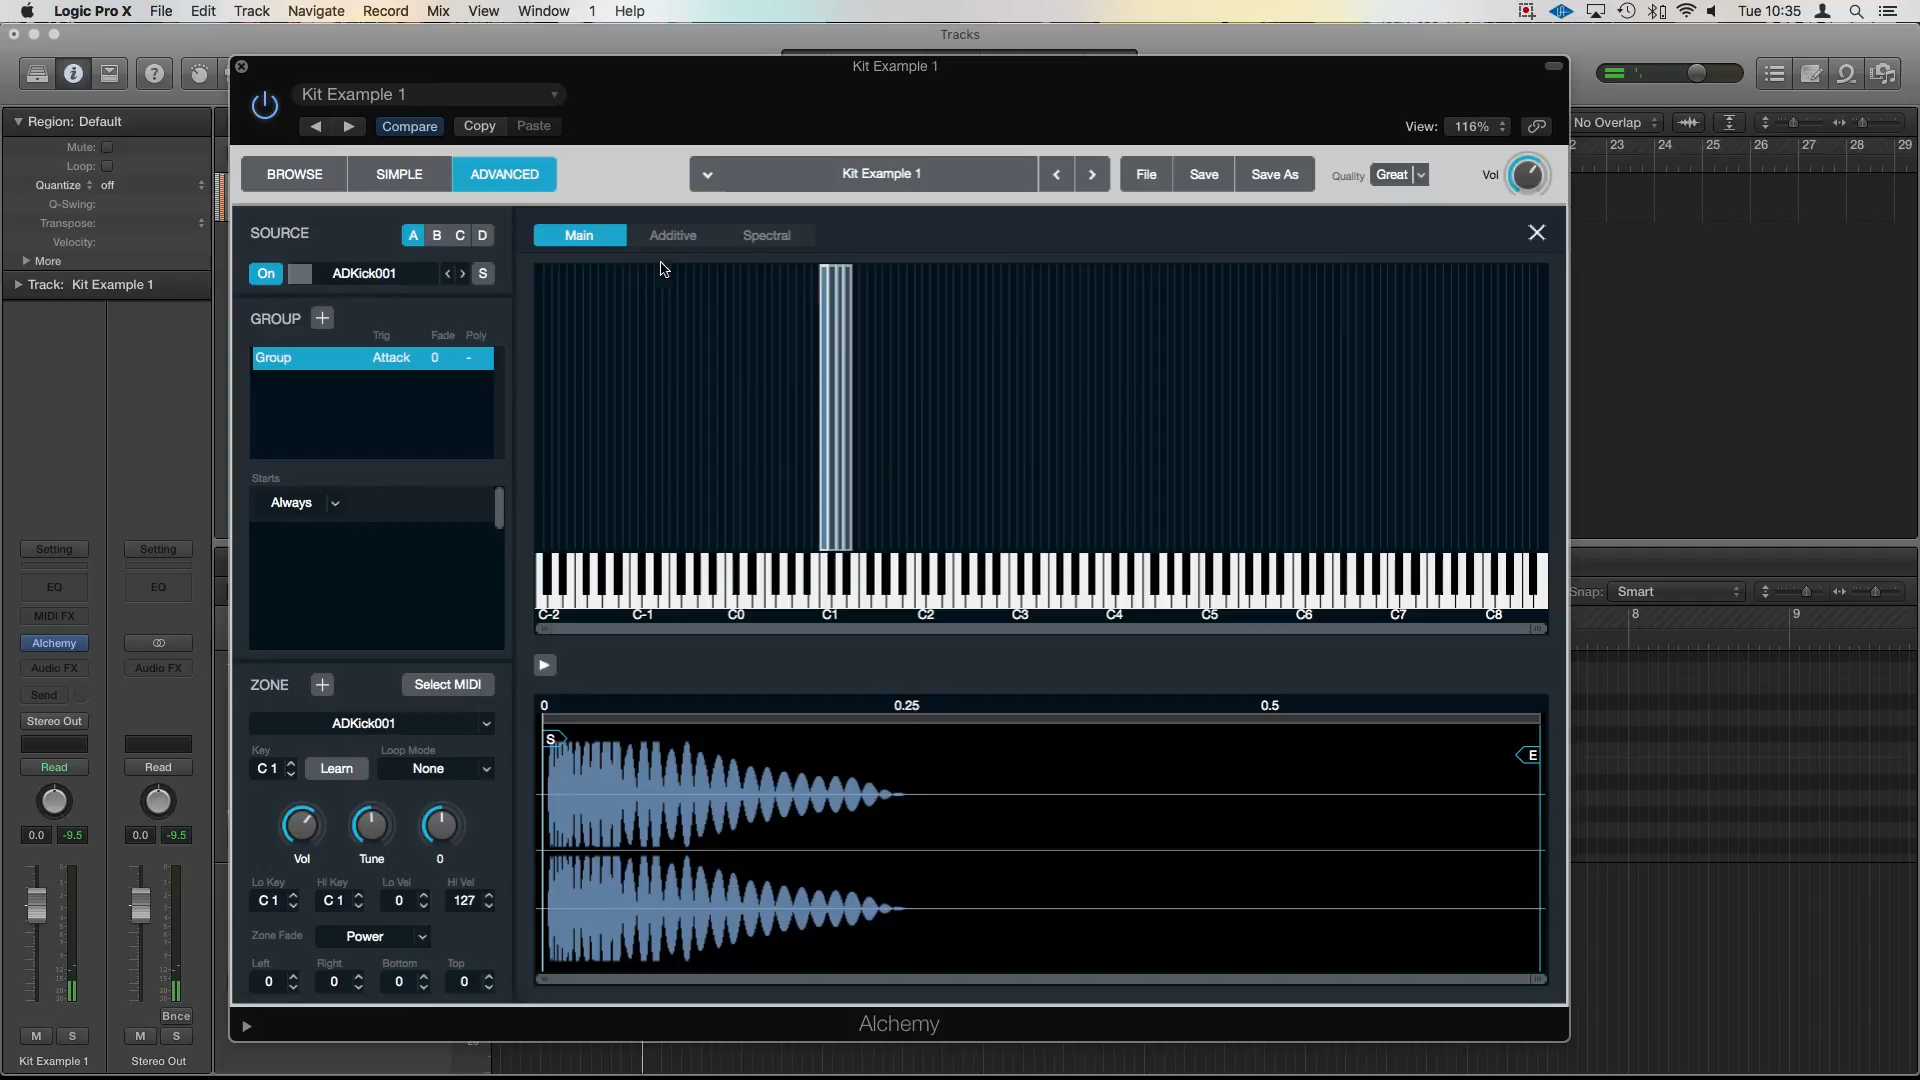 Logic Pro X File Edit Track Navigate Record Mix View Window 1 Help Tue 10:35
Tracks
Kit Example 1
Kit Example 1
Compare Copy Paste View: 116%
Region: Default
Mute:
Loop:
Quantize off
Q-Swing:
Transpose:
Velocity:
More
Track: Kit Example 1
No Overlap
22 23 24 25 26 27 28 29
BROWSE SIMPLE ADVANCED Kit Example 1 File Save Save As Quality Great Vol
SOURCE A B C D Main Additive Spectral
On ADKick001 S
GROUP +
Trig Fade Poly
Group Attack 0 -
Starts
Always
C-2 C-1 C0 C1 C2 C3 C4 C5 C6 C7 C8
Snap: Smart
8 9
ZONE + Select MIDI
0 0.25 0.5
ADKick001
S E
Key Loop Mode
C 1 Learn None
Vol Tune 0
Lo Key Hi Key Lo Vel Hi Vel
C 1 C 1 0 127
Zone Fade Power
Left Right Bottom Top
0 0 0 0
Alchemy
Setting Setting
EQ EQ
MIDI FX
Alchemy
Audio FX Audio FX
Send
Stereo Out
Read Read
0.0 -9.5 0.0 -9.5
Bnce
M S M S
Kit Example 1 Stereo Out